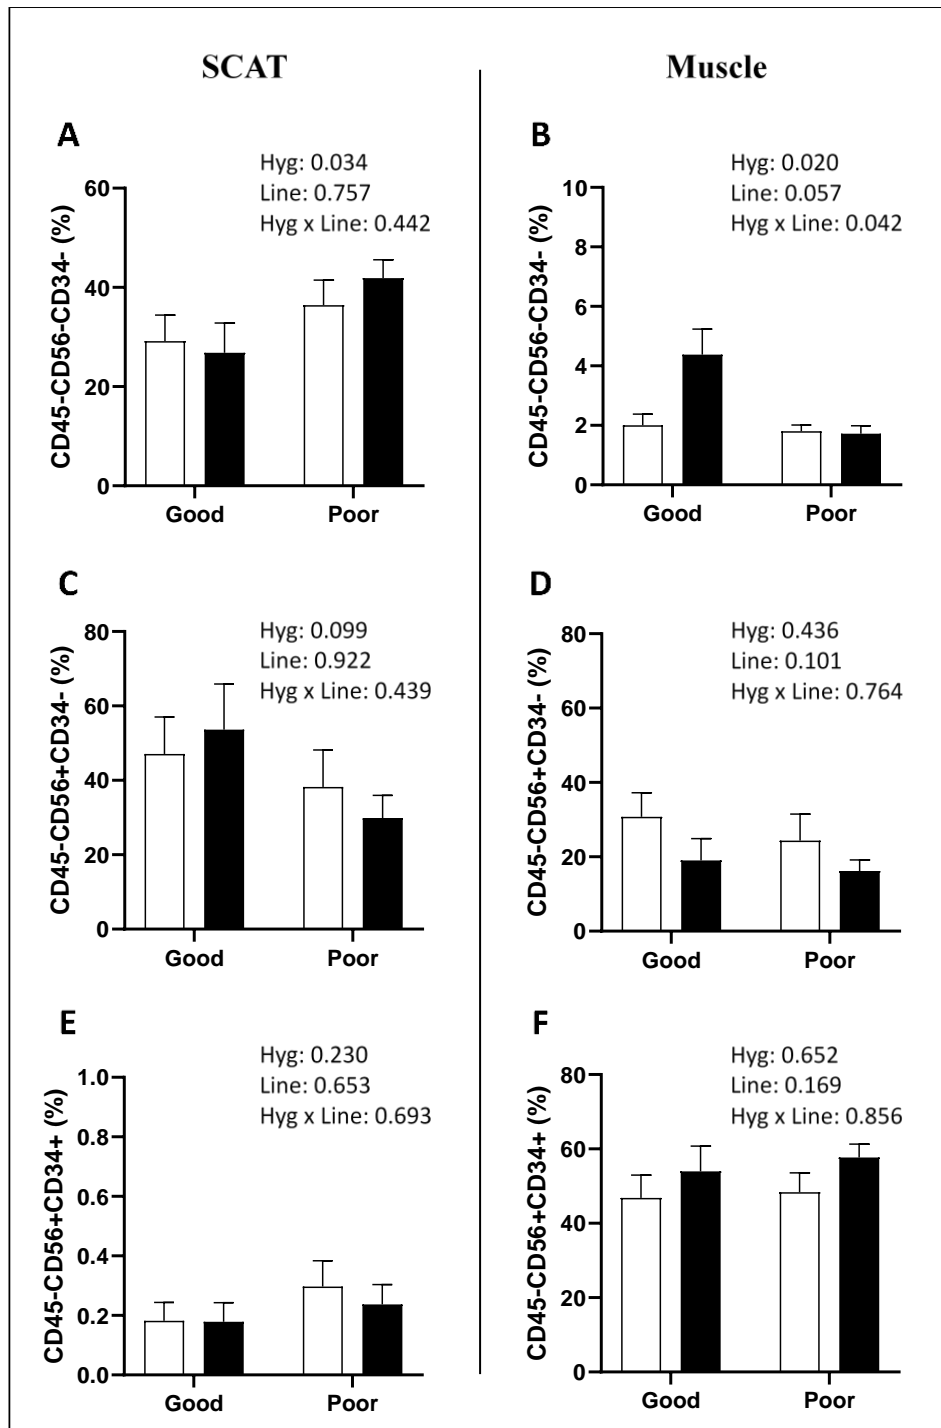 SCAT
Muscle
A
Hyg: 0.034
Line: 0.757
Hyg x Line: 0.442
CD45-CD56-CD34- (%)
60
40
20
0
Good Poor
B
Hyg: 0.020
Line: 0.057
Hyg x Line: 0.042
CD45-CD56-CD34- (%)
10
8
6
4
2
0
Good Poor
C
Hyg: 0.099
Line: 0.922
Hyg x Line: 0.439
CD45-CD56+CD34- (%)
80
60
40
20
0
Good Poor
D
Hyg: 0.436
Line: 0.101
Hyg x Line: 0.764
CD45-CD56+CD34- (%)
80
60
40
20
0
Good Poor
E
Hyg: 0.230
Line: 0.653
Hyg x Line: 0.693
CD45-CD56+CD34+ (%)
1.0
0.8
0.6
0.4
0.2
0.0
Good Poor
F
Hyg: 0.652
Line: 0.169
Hyg x Line: 0.856
CD45-CD56+CD34+ (%)
80
60
40
20
0
Good Poor